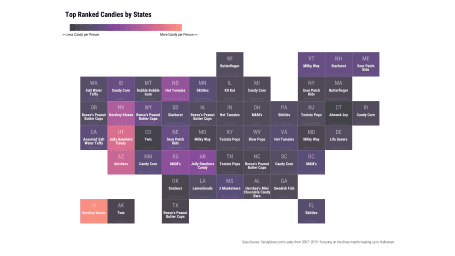 Top Ranked Candies by States
<< Less Candy per Person
More Candy per Person >>
WI
Butterfinger
VT
Milky Way
NH
Starburst
ME
Sour Patch
Kids
WA
Salt Water
Taffy
ID
Candy Corn
MT
Dubble Bubble
Gum
ND
Hot Tamales
MN
Skittles
IL
Kit Kat
MI
Candy Corn
NY
Sour Patch
Kids
MA
Butterfinger
OR
Reese's Peanut
Butter Cups
NV
Hershey Kisses
WY
Reese's Peanut
Butter Cups
SD
Starburst
IA
Reese's Peanut
Butter Cups
IN
Hot Tamales
OH
M&M's
PA
Skittles
NJ
Tootsie Pops
CT
Almond Joy
RI
Candy Corn
CA
Assorted Salt
Water Taffy
UT
Jolly Ranchers
Candy
CO
Twix
NE
Sour Patch
Kids
MO
Milky Way
KY
Tootsie Pops
WV
Blow Pops
VA
Hot Tamales
MD
Milky Way
DE
Life Savers
AZ
Snickers
NM
Candy Corn
KS
M&M's
AR
Jolly Ranchers
Candy
TN
Tootsie Pops
NC
Reese's Peanut
Butter Cups
SC
Candy Corn
DC
M&M's
OK
Snickers
LA
Lemonheads
MS
3 Musketeers
AL
Hershey's Mini
Chocolate Candy
Bars
GA
Swedish Fish
Hershey Kisses
AK
Twix
TX
Reese's Peanut
Butter Cups
FL
Skittles